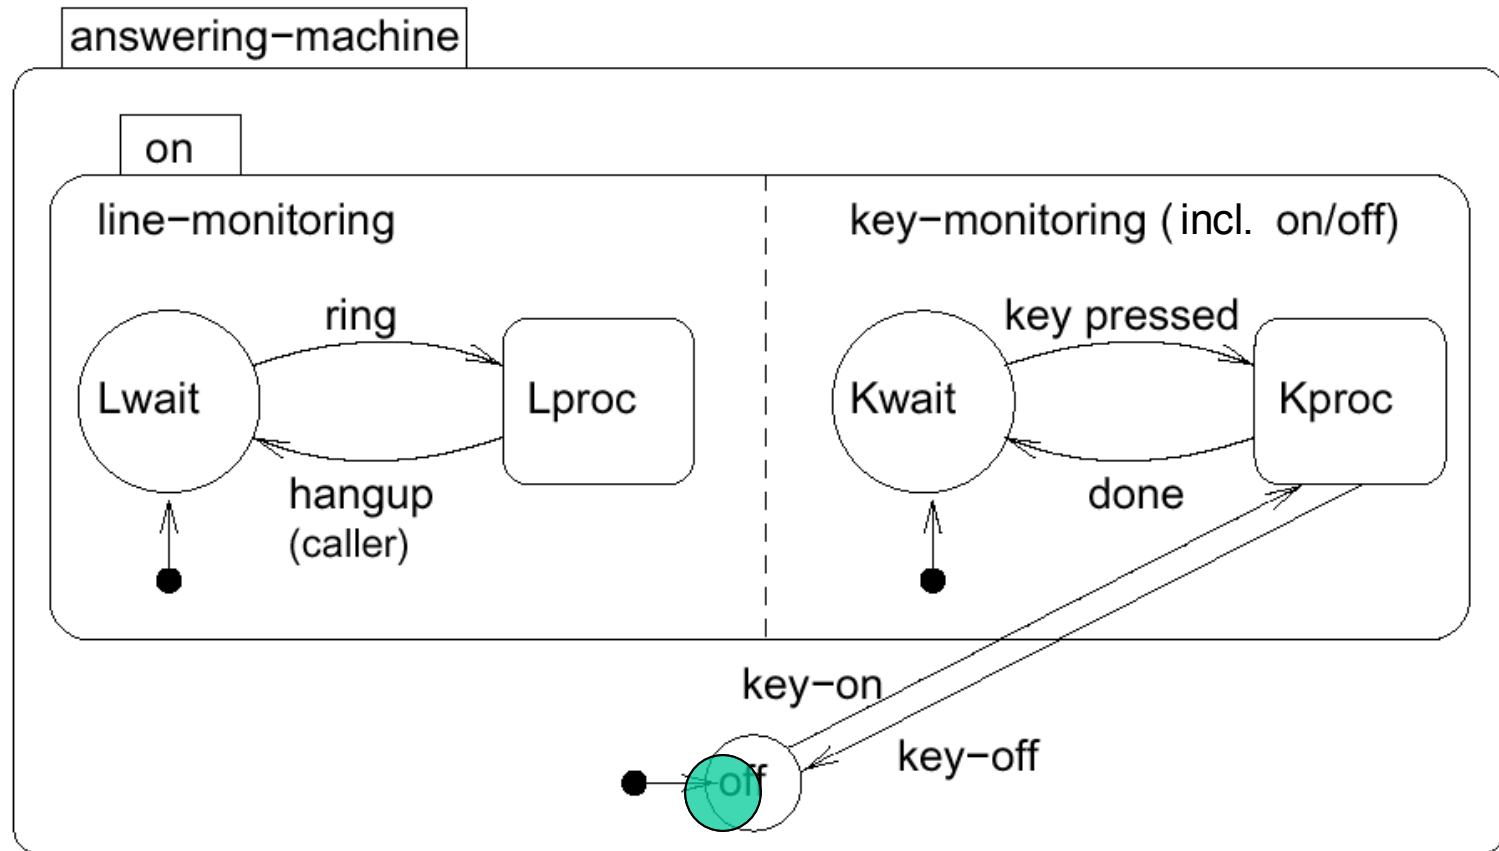 answering−machine
on
line−monitoring
key−monitoring (incl. on/off)
ring
key pressed
Lwait
Lproc
Kwait
Kproc
hangup
(caller)
done
key−on
key−off
off